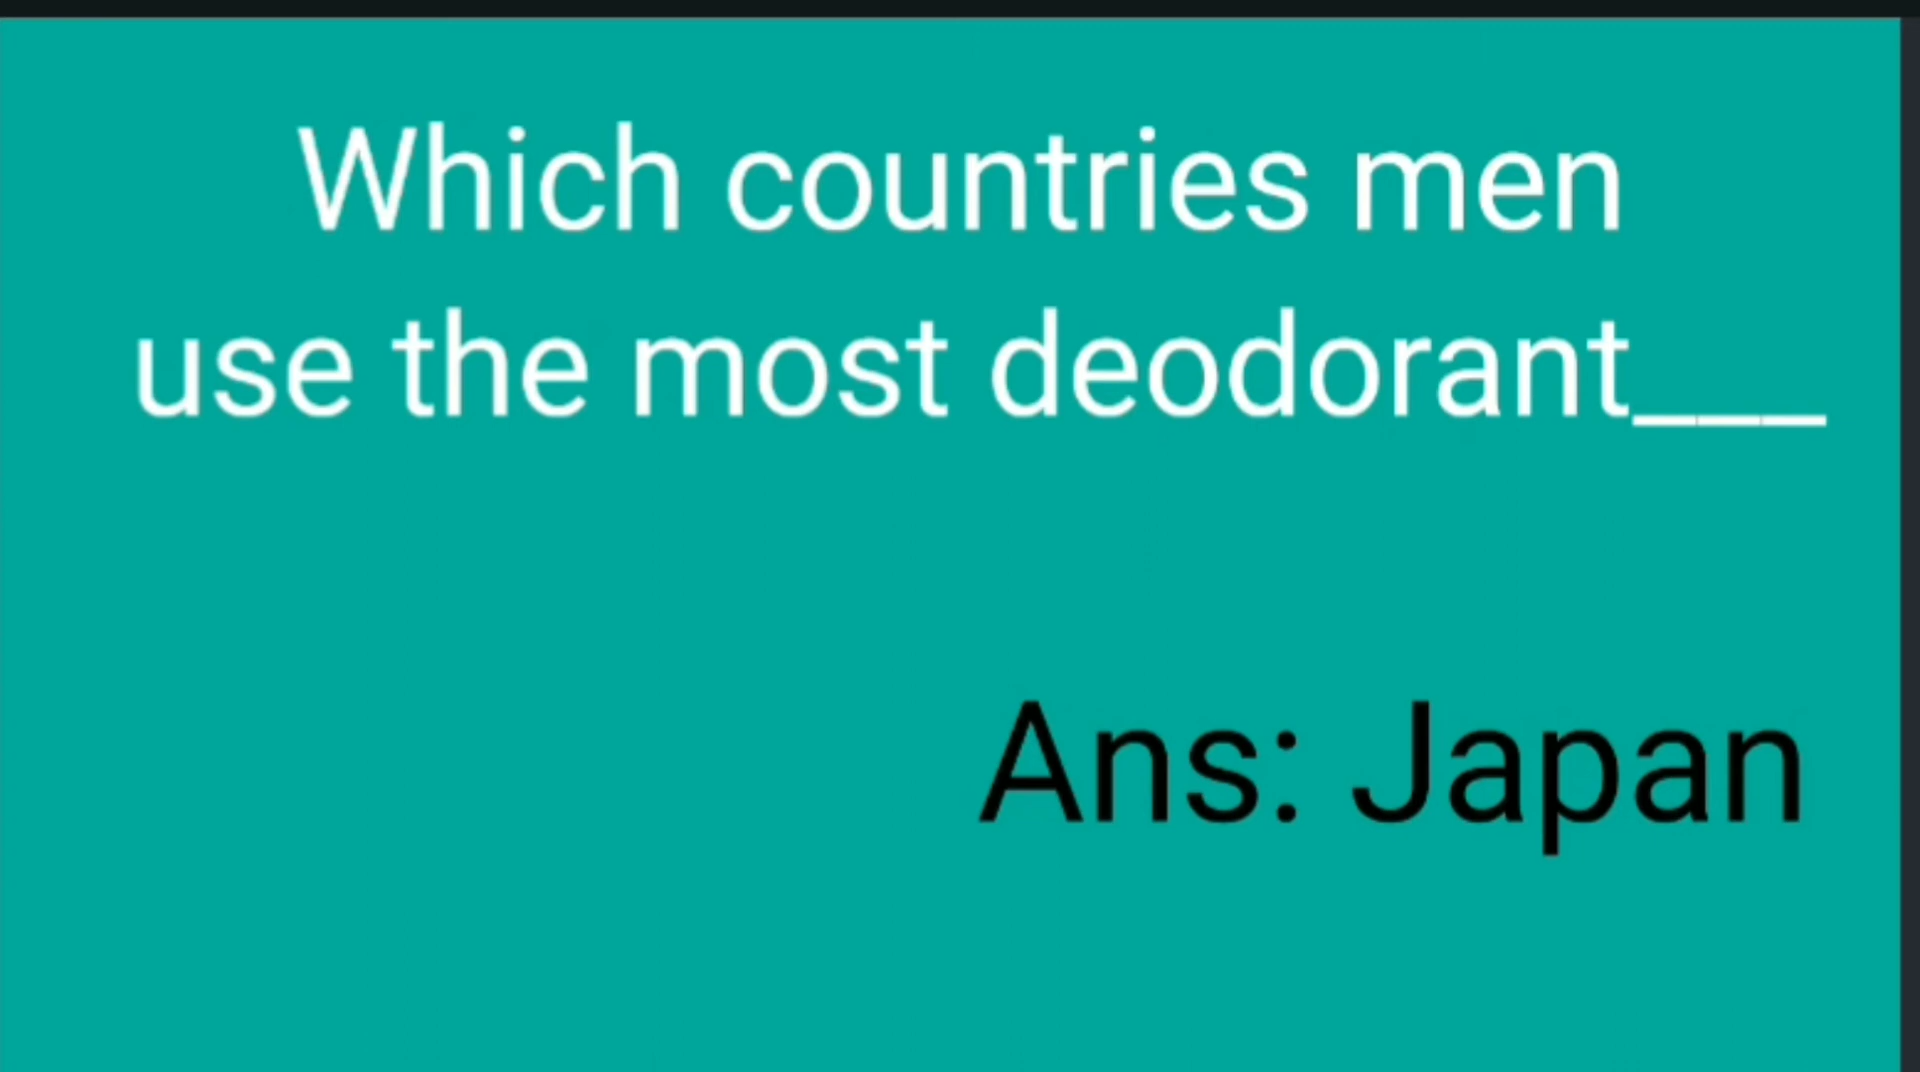 Which countries men
use the most deodorant___
Ans: Japan